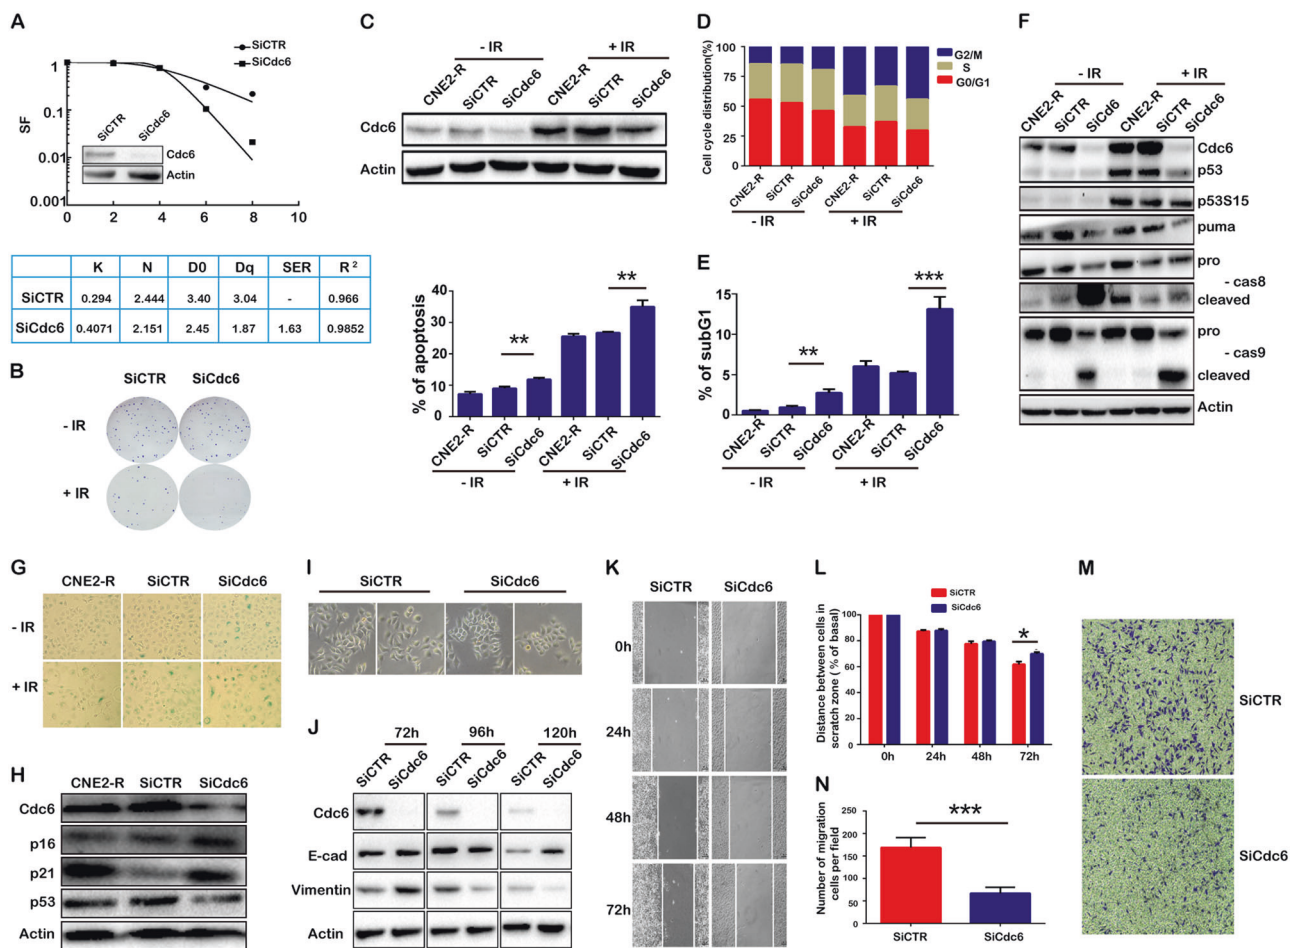 A
SiCTR
SiCdc6
1
0.1
0.01
0.001
SF
SiCTR
SiCdc6
Cdc6
Actin
0 2 4 6 8 10
K N D0 Dq SER R²
SiCTR 0.294 2.444 3.40 3.04 - 0.966
SiCdc6 0.4071 2.151 2.45 1.87 1.63 0.9852
B
SiCTR SiCdc6
- IR
+ IR
C
- IR + IR
CNE2-R SiCTR SiCdc6 CNE2-R SiCTR SiCdc6
Cdc6
Actin
% of apoptosis
40
30
20
10
0
** **
CNE2-R SiCTR SiCdc6 CNE2-R SiCTR SiCdc6
- IR + IR
D
Cell cycle distribution(%)
100
75
50
25
0
G2/M
S
G0/G1
CNE2-R SiCTR SiCdc6 CNE2-R SiCTR SiCdc6
- IR + IR
E
% of subG1
15
10
5
0
** ***
CNE2-R SiCTR SiCdc6 CNE2-R SiCTR SiCdc6
- IR + IR
F
- IR + IR
CNE2-R SiCTR SiCd6 CNE2-R SiCTR SiCdc6
Cdc6
p53
p53S15
puma
pro
- cas8
cleaved
pro
- cas9
cleaved
Actin
G
CNE2-R SiCTR SiCdc6
- IR
+ IR
H
CNE2-R SiCTR SiCdc6
Cdc6
p16
p21
p53
Actin
I
SiCTR SiCdc6
J
72h 96h 120h
SiCTR SiCdc6 SiCTR SiCdc6 SiCTR SiCdc6
Cdc6
E-cad
Vimentin
Actin
K
SiCTR SiCdc6
0h
24h
48h
72h
L
SiCTR
SiCdc6
Distance between cells in
scratch zone ( % of basal)
100
80
60
40
20
0
*
0h 24h 48h 72h
M
SiCTR
SiCdc6
N
Number of migration
cells per field
250
200
150
100
50
0
***
SiCTR SiCdc6